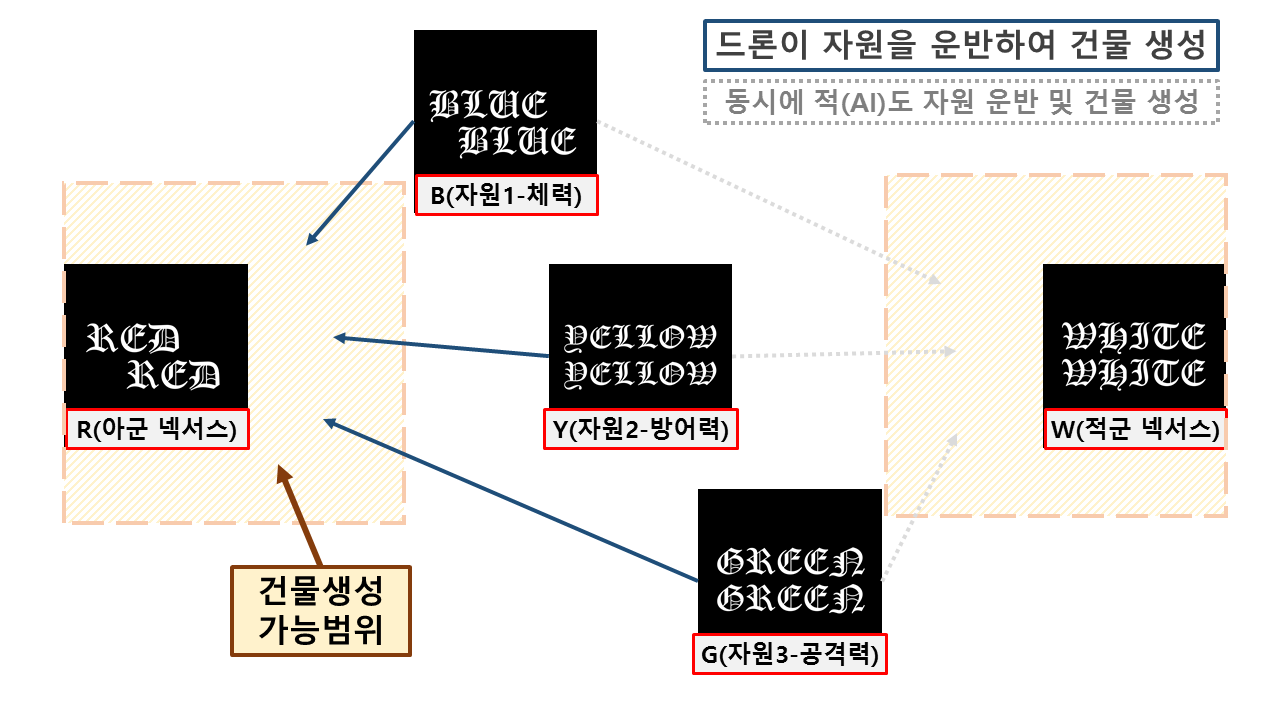 드론이 자원을 운반하여 건물 생성
동시에 적(AI)도 자원 운반 및 건물 생성
BLUE
BLUE
B(자원1-체력)
RED
RED
R(아군 넥서스)
YELLOW
YELLOW
Y(자원2-방어력)
WHITE
WHITE
W(적군 넥서스)
GREEN
GREEN
G(자원3-공격력)
건물생성
가능범위